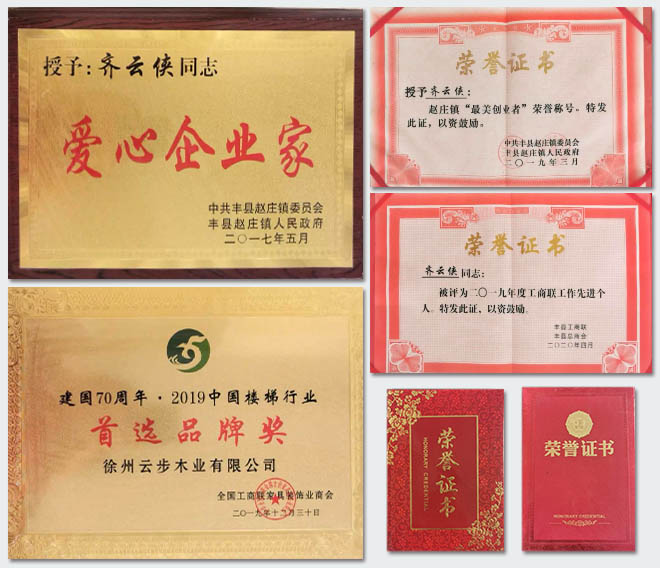 授予：齐云侠同志
爱心企业家
中共丰县赵庄镇委员会
丰县赵庄镇人民政府
二〇一七年五月
荣誉证书
授予齐云侠：
赵庄镇“最美创业者”荣誉称号。特发
此证，以资鼓励。
中共丰县赵庄镇委员会
丰县赵庄镇人民政府
二〇一九年三月
荣誉证书
齐云侠同志：
被评为二〇一九年度工商联工作先进个
人。特发此证，以资鼓励。
丰县工商联
丰县总商会
二〇二〇年四月
建国70周年·2019中国楼梯行业
首选品牌奖
徐州云步木业有限公司
全国工商联家具装饰业商会
二〇一九年十二月三十日
荣誉证书
HONORARY CREDENTIAL
荣誉证书
HONORARY CREDENTIAL